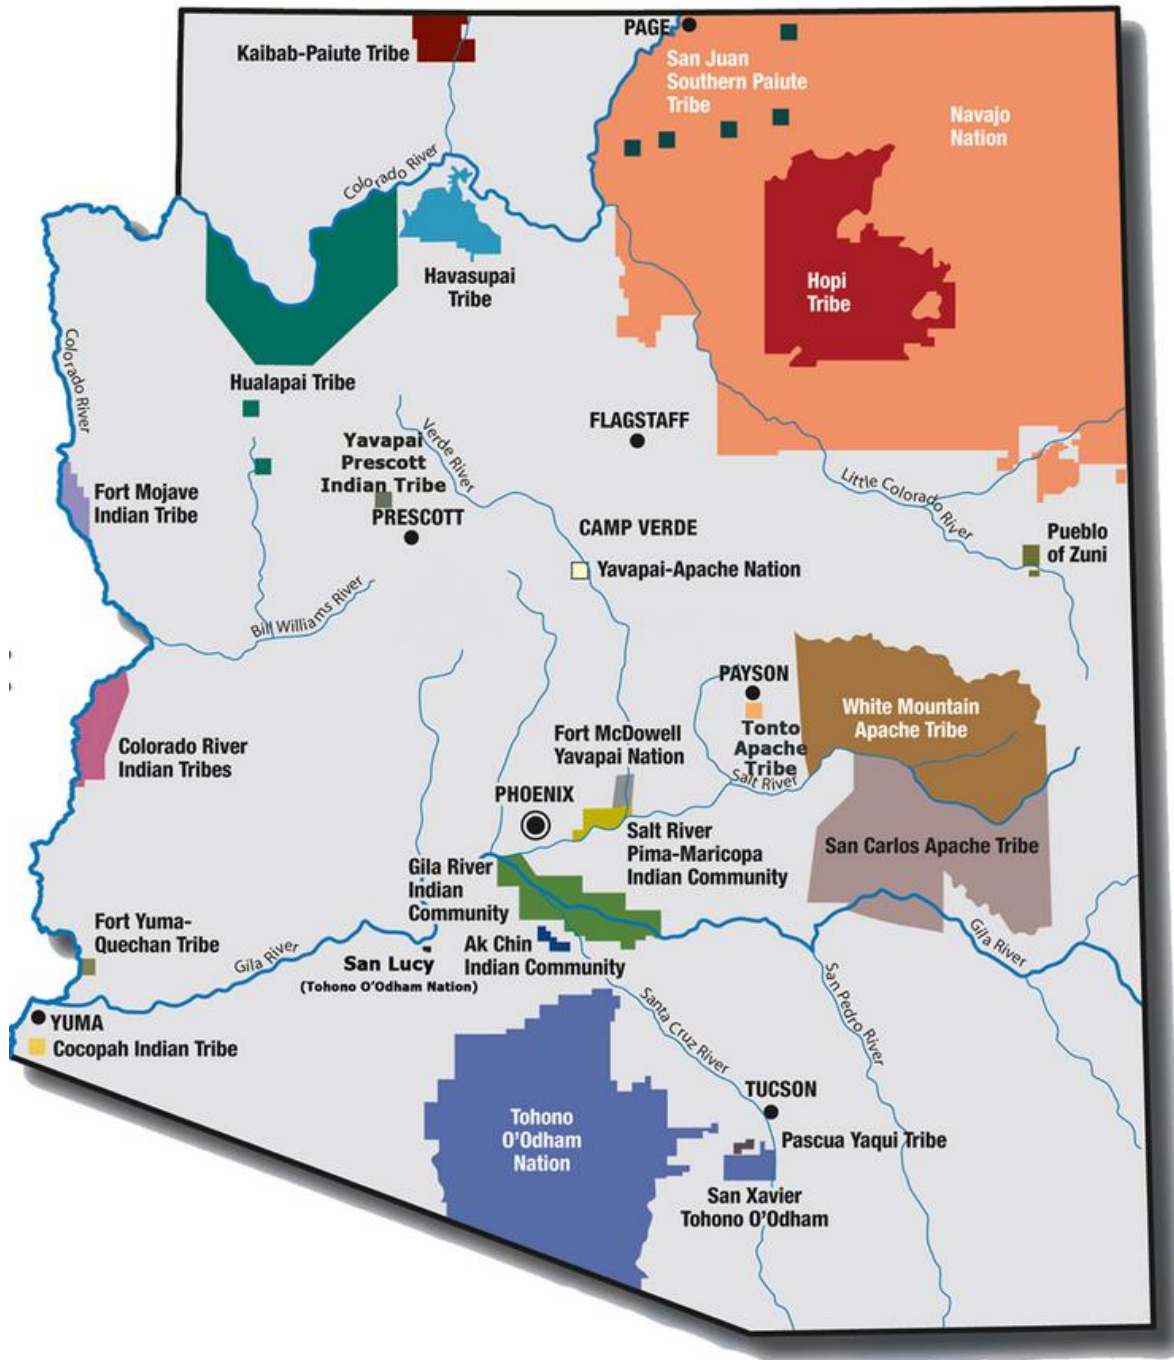 PAGE
Kaibab-Paiute Tribe
San Juan
Southern Paiute
Tribe
Navajo
Nation
Colorado River
Havasupai
Tribe
Hopi
Tribe
Colorado River
Hualapai Tribe
FLAGSTAFF
Yavapai
Prescott
Indian Tribe
Verde River
PRESCOTT
Fort Mojave
Indian Tribe
Little Colorado River
CAMP VERDE
Pueblo
of Zuni
Yavapai-Apache Nation
Bill Williams River
PAYSON
White Mountain
Apache Tribe
Tonto
Apache
Tribe
Fort McDowell
Yavapai Nation
Colorado River
Indian Tribes
Salt River
PHOENIX
Salt River
Pima-Maricopa
Indian Community
San Carlos Apache Tribe
Gila River
Indian
Community
Fort Yuma-
Quechan Tribe
Gila River
Ak Chin
Indian Community
Gila River
San Lucy
(Tohono O'Odham Nation)
San Pedro River
Santa Cruz River
YUMA
Cocopah Indian Tribe
TUCSON
Tohono
O'Odham
Nation
Pascua Yaqui Tribe
San Xavier
Tohono O'Odham